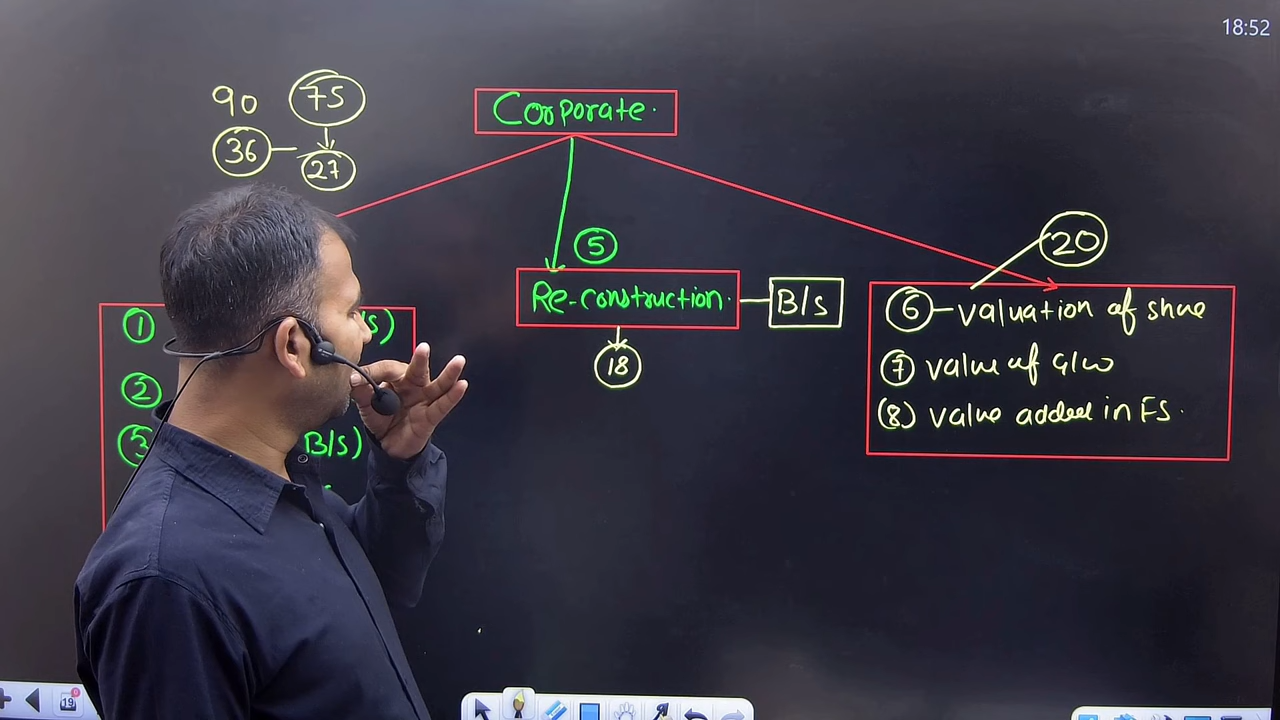 18:52
90 75
36 27
Corporate.
5
Re-construction.
B/s
18
20
6 - valuation of share
7 value of G/w
(8) value added in FS.
1 s)
2
3 B/s)
19